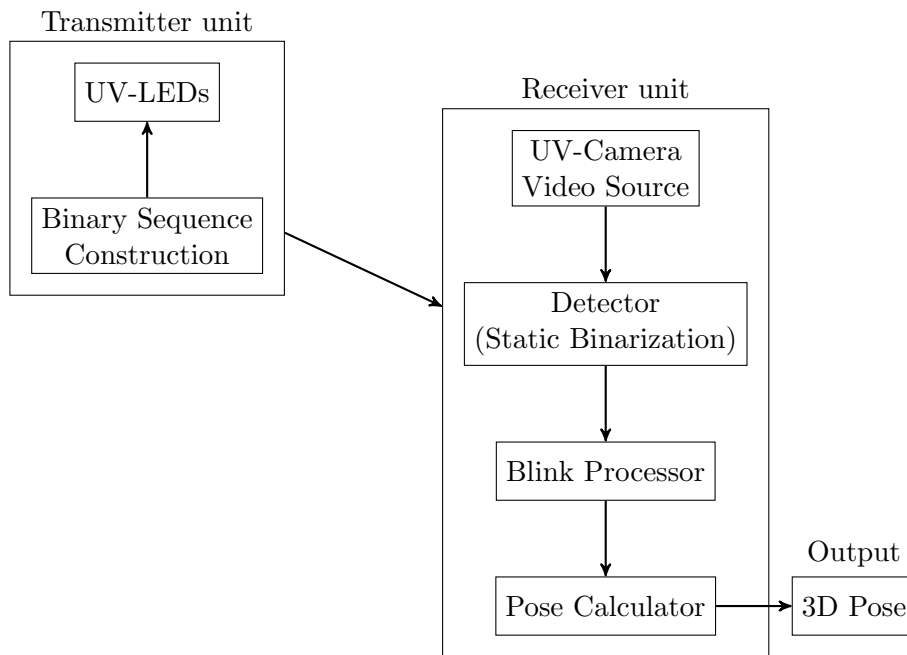 Transmitter unit
UV-LEDs
Binary Sequence
Construction
Receiver unit
UV-Camera
Video Source
Detector
(Static Binarization)
Blink Processor
Pose Calculator
Output
3D Pose